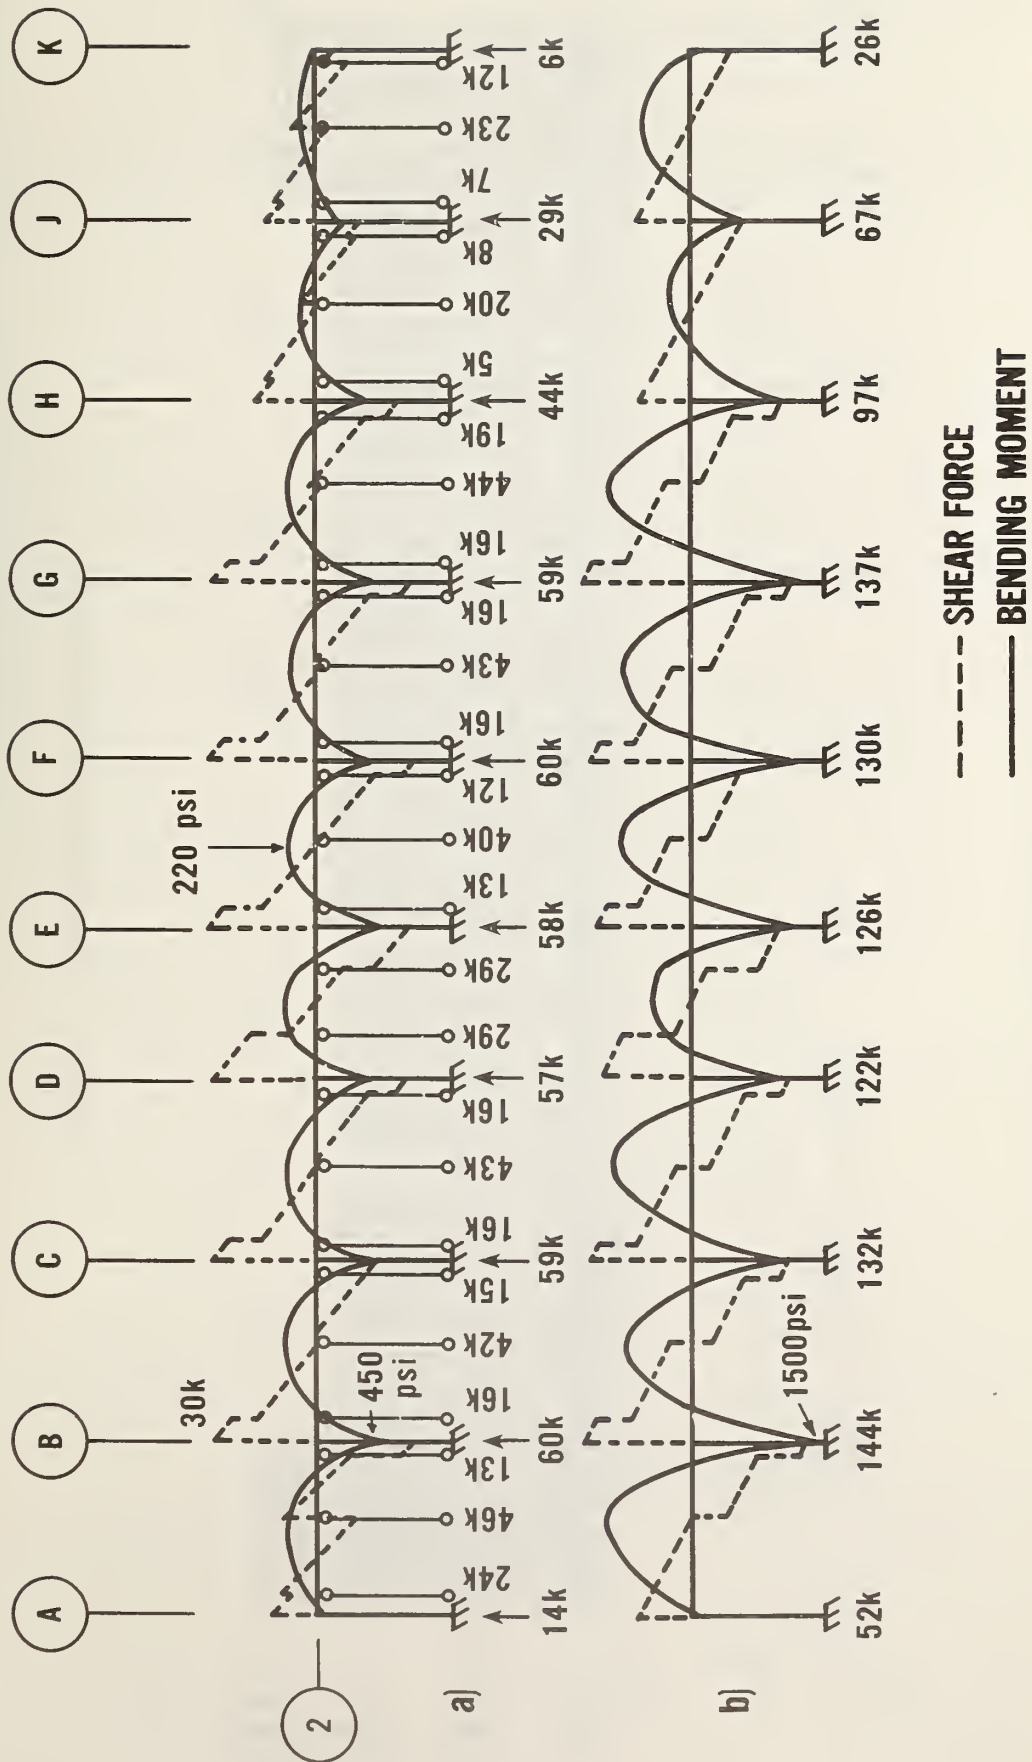 A B C D E F G H J K
30k 220 psi
2
450
psi
24k 46k 13k 16k 42k 15k 16k 43k 16k 29k 29k 13k 40k 12k 16k 43k 16k 16k 44k 19k 5k 20k 8k 7k 23k 12k
a)
14k 60k 59k 57k 58k 60k 59k 44k 29k 6k
b)
1500psi
52k 144k 132k 122k 126k 130k 137k 97k 67k 26k
SHEAR FORCE
BENDING MOMENT